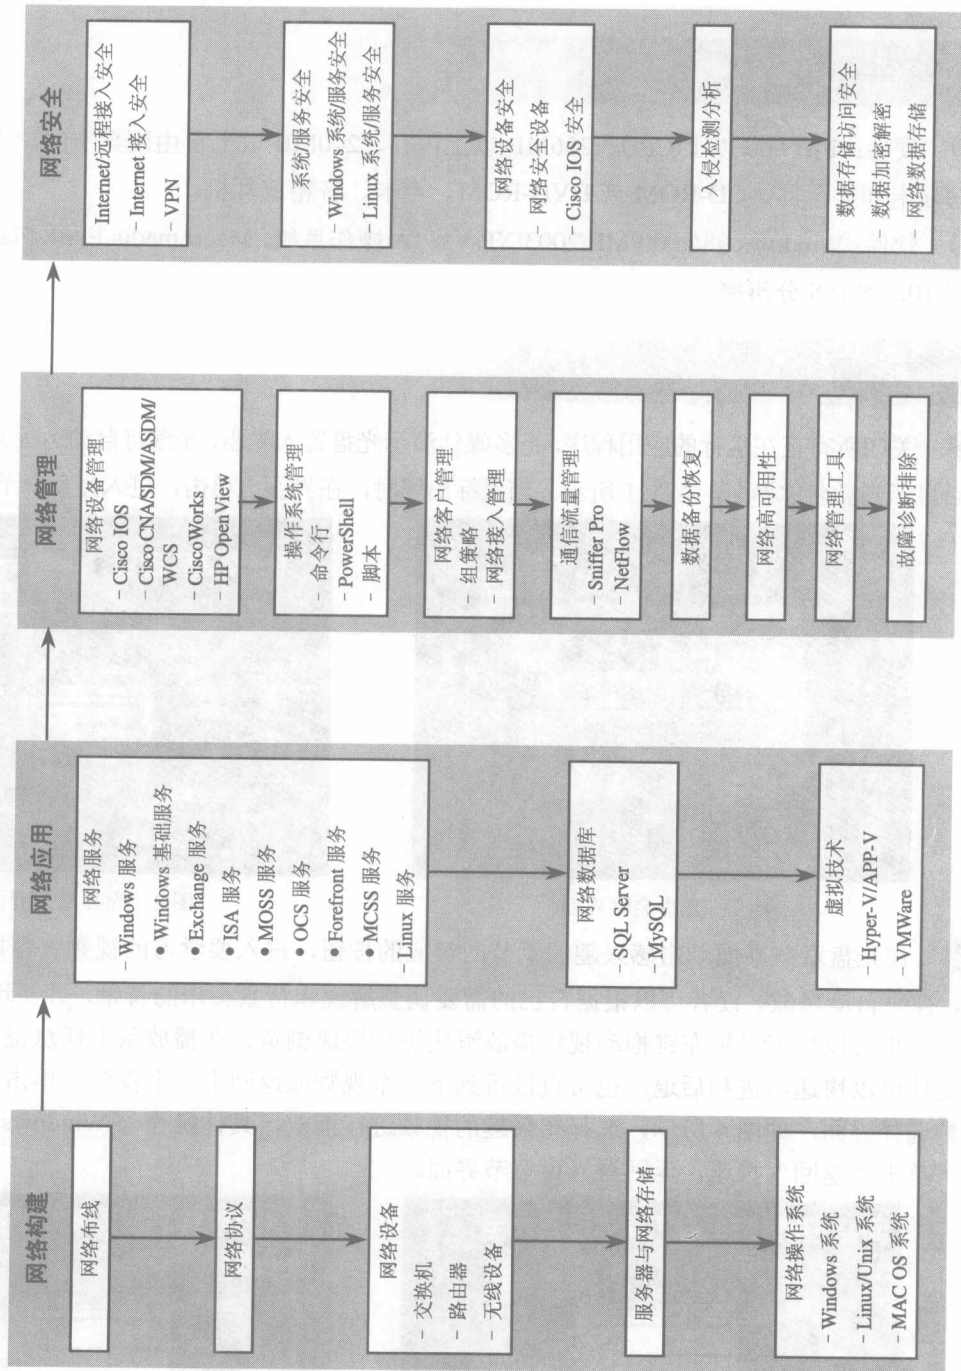 网络构建
网络布线
网络协议
网络设备
- 交换机
- 路由器
- 无线设备
服务器与网络存储
网络操作系统
- Windows 系统
- Linux/Unix 系统
- MAC OS 系统
网络应用
网络服务
- Windows 服务
● Windows 基础服务
● Exchange 服务
● ISA 服务
● MOSS 服务
● OCS 服务
● Forefront 服务
● MCSS 服务
- Linux 服务
网络数据库
- SQL Server
- MySQL
虚拟技术
- Hyper-V/APP-V
- VMWare
网络管理
网络设备管理
- Cisco IOS
- Cisco CNA/SDM/ASDM/
WCS
- CiscoWorks
- HP OpenView
操作系统管理
- 命令行
- PowerShell
- 脚本
网络客户管理
组策略
- 网络接入管理
通信流量管理
- Sniffer Pro
- NetFlow
数据备份恢复
网络高可用性
网络管理工具
故障诊断排除
网络安全
Internet/远程接入安全
- Internet 接入安全
- VPN
系统/服务安全
- Windows 系统/服务安全
- Linux 系统/服务安全
网络设备安全
- 网络安全设备
- Cisco IOS安全
入侵检测分析
数据存储访问安全
- 数据加密解密
- 网络数据存储